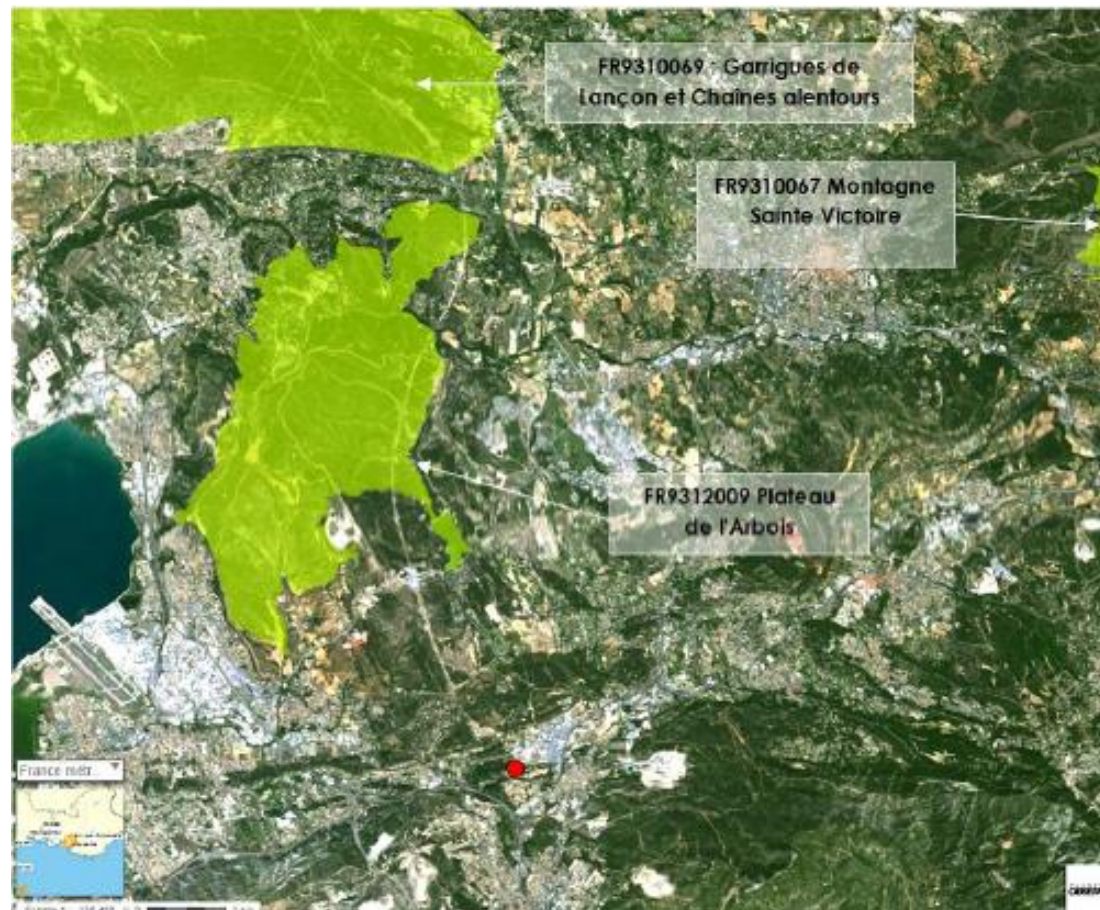 FR9310069 : Garrigues de
Lançon et Chaînes alentours
FR9310067 Montagne
Sainte Victoire
FR9312009 Plateau
de l'Arbois
France métr...